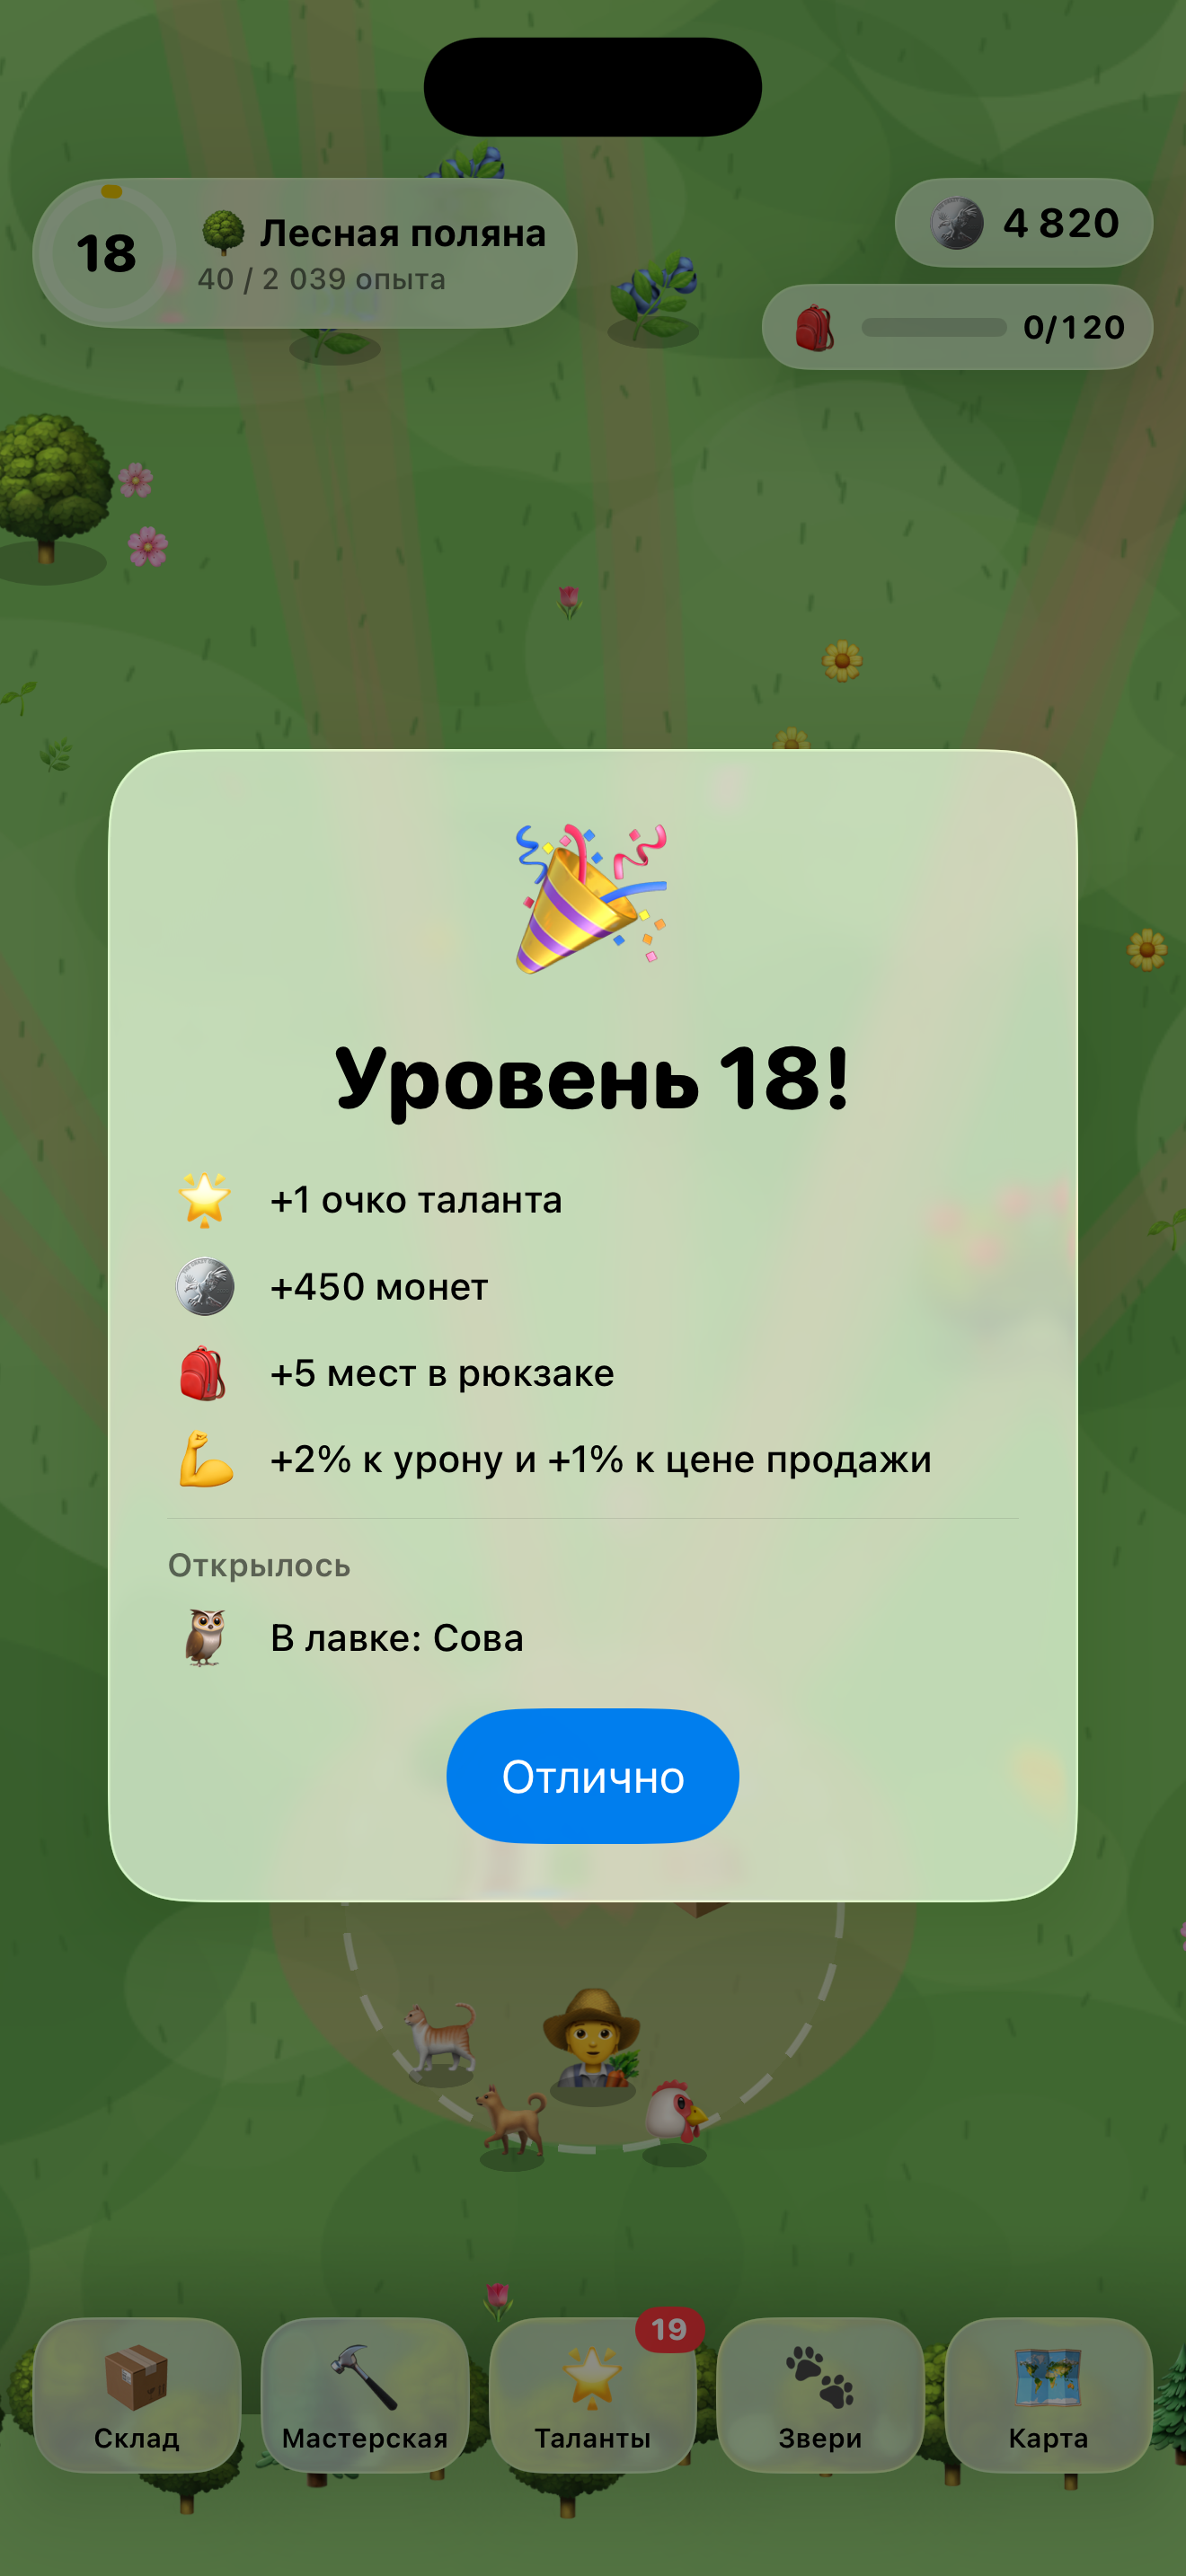 18
Лесная поляна
40 / 2 039 опыта
4 820
0/120
Уровень 18!
+1 очко таланта
+450 монет
+5 мест в рюкзаке
+2% к урону и +1% к цене продажи
Открылось
В лавке: Сова
Отлично
19
Склад
Мастерская
Таланты
Звери
Карта